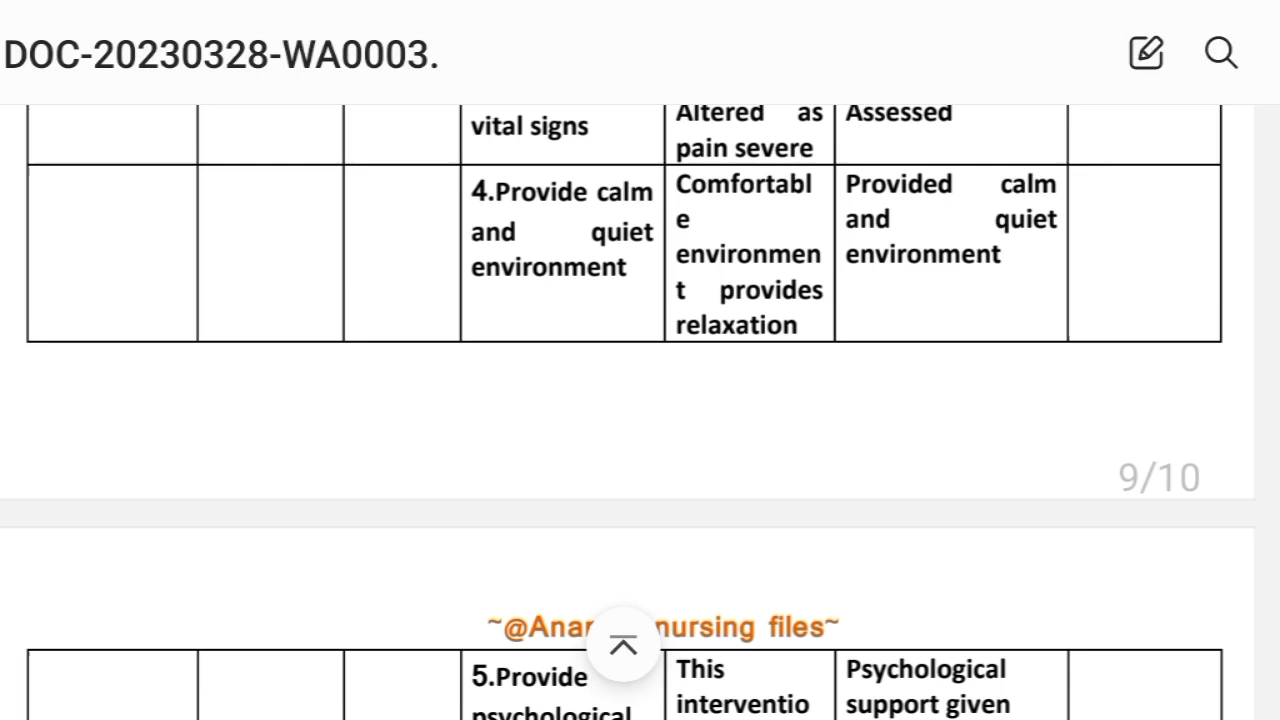 DOC-20230328-WA0003.
vital signs
Altered as
pain severe
Assessed
4.Provide calm
and quiet
environment
Comfortabl
e
environmen
t provides
relaxation
Provided calm
and quiet
environment
9/10
nursing files~
5.Provide
psychological
This
interventio
Psychological
support given